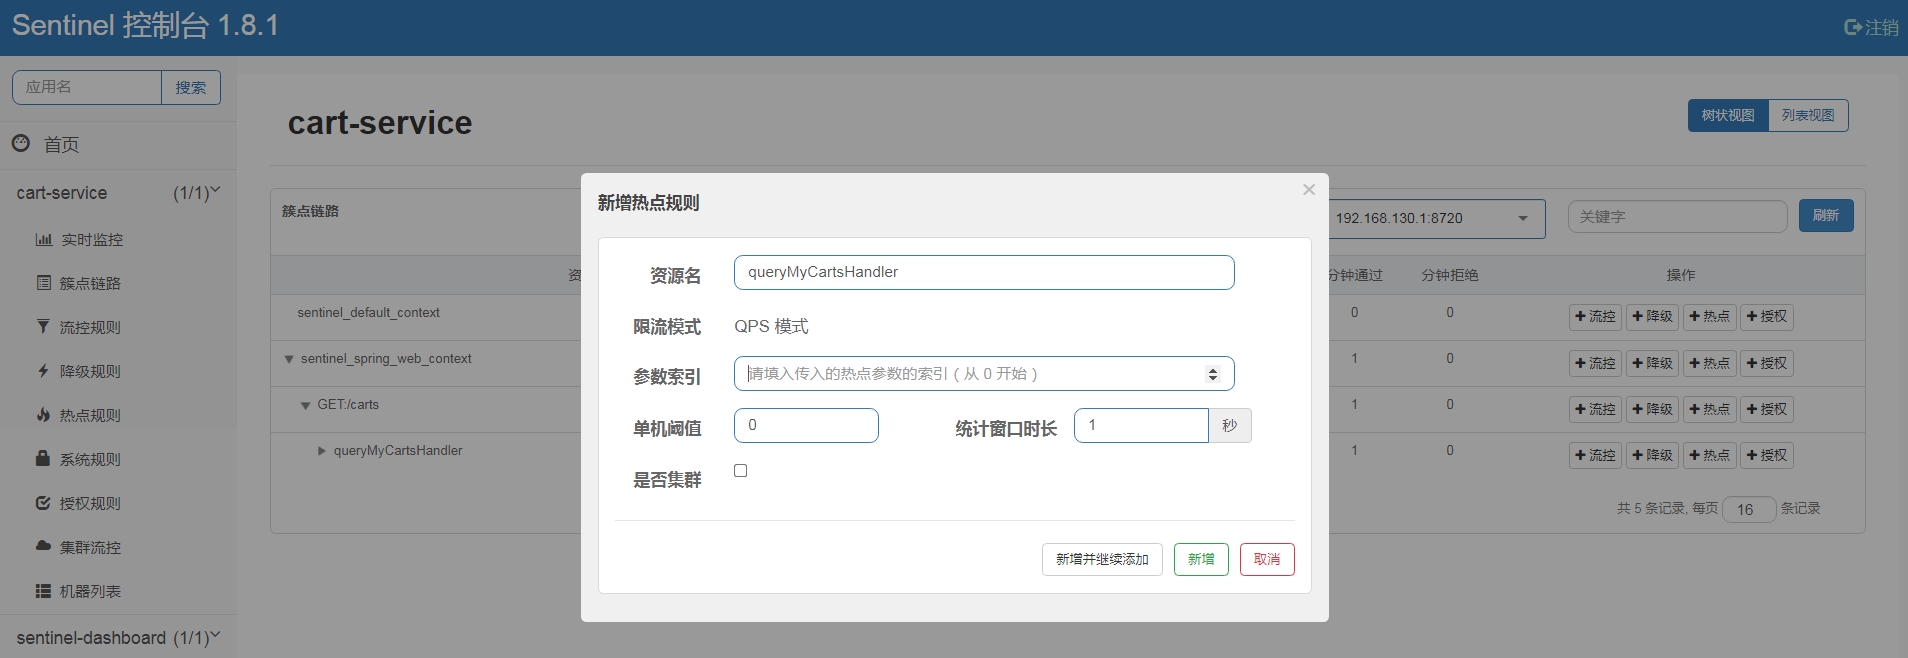 Sentinel 控制台 1.8.1
注销
应用名
搜索
首页
cart-service (1/1)
实时监控
簇点链路
流控规则
降级规则
热点规则
系统规则
授权规则
集群流控
机器列表
sentinel-dashboard (1/1)
cart-service
树状视图 列表视图
簇点链路
192.168.130.1:8720
关键字
刷新
资 分钟通过 分钟拒绝 操作
sentinel_default_context 0 0 流控 降级 热点 授权
sentinel_spring_web_context 1 0 流控 降级 热点 授权
GET:/carts 1 0 流控 降级 热点 授权
queryMyCartsHandler 1 0 流控 降级 热点 授权
共 5 条记录, 每页 16 条记录
新增热点规则
×
资源名 queryMyCartsHandler
限流模式 QPS 模式
参数索引 请填入传入的热点参数的索引（从 0 开始）
单机阈值 0 统计窗口时长 1 秒
是否集群
新增并继续添加 新增 取消